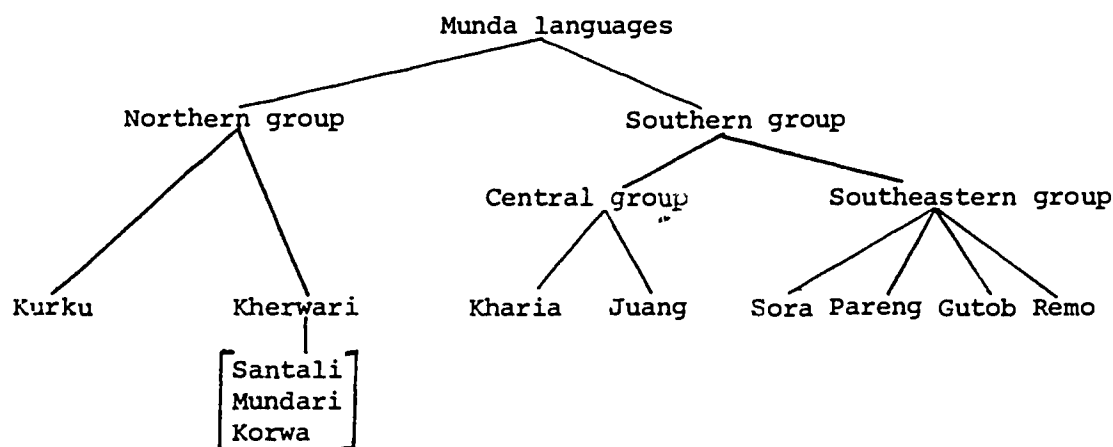 Munda languages
Northern group Southern group
Central group Southeastern group
Kurku Kherwari Kharia Juang Sora Pareng Gutob Remo
Santali
Mundari
Korwa